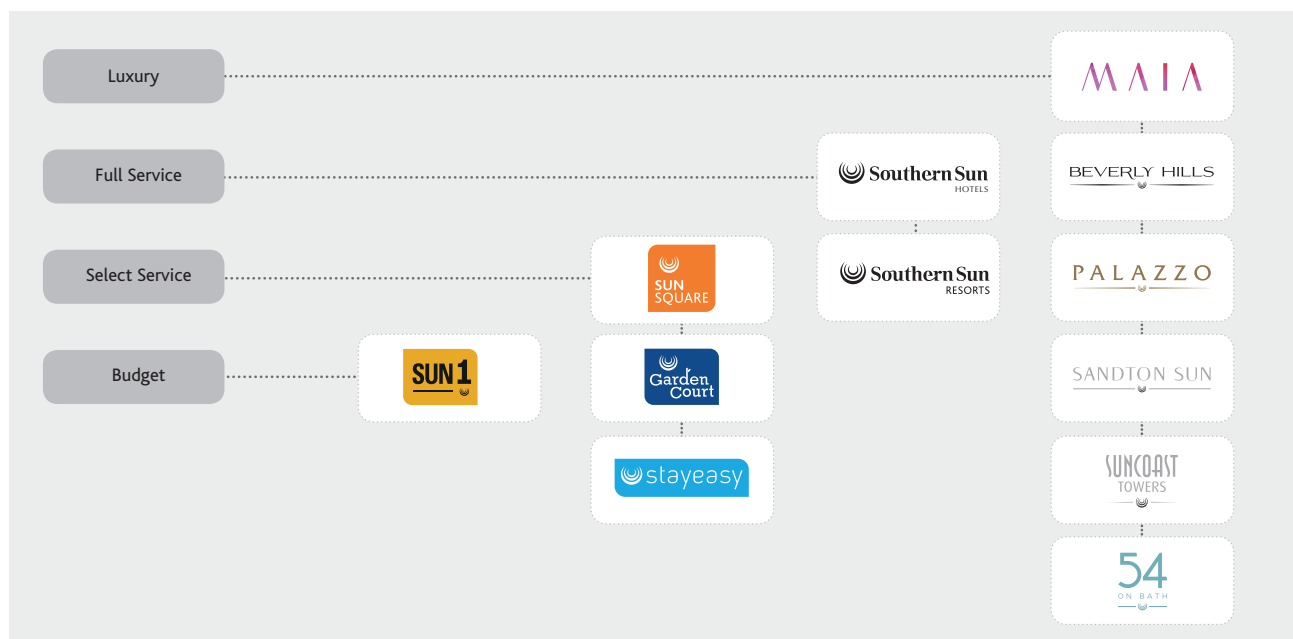 Luxury
MAIA
Full Service
Southern Sun
HOTELS
BEVERLY HILLS
Select Service
SUN
SQUARE
Southern Sun
RESORTS
PALAZZO
Budget
SUN1
Garden
Court
SANDTON SUN
stayeasy
SUNCOAST
TOWERS
54
ON BATH